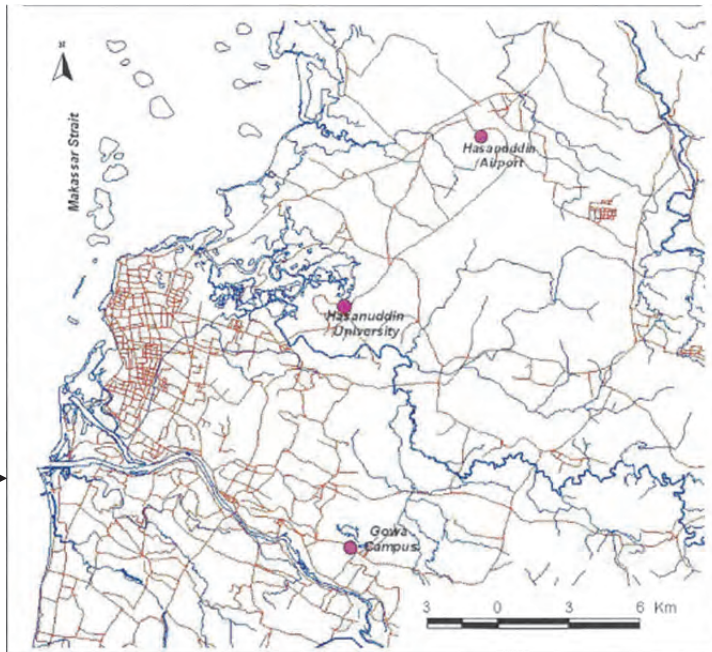 N
Makassar Strait
Hasanuddin
Airport
Hasanuddin
University
Gowa
Campus
3 0 3 6 Km